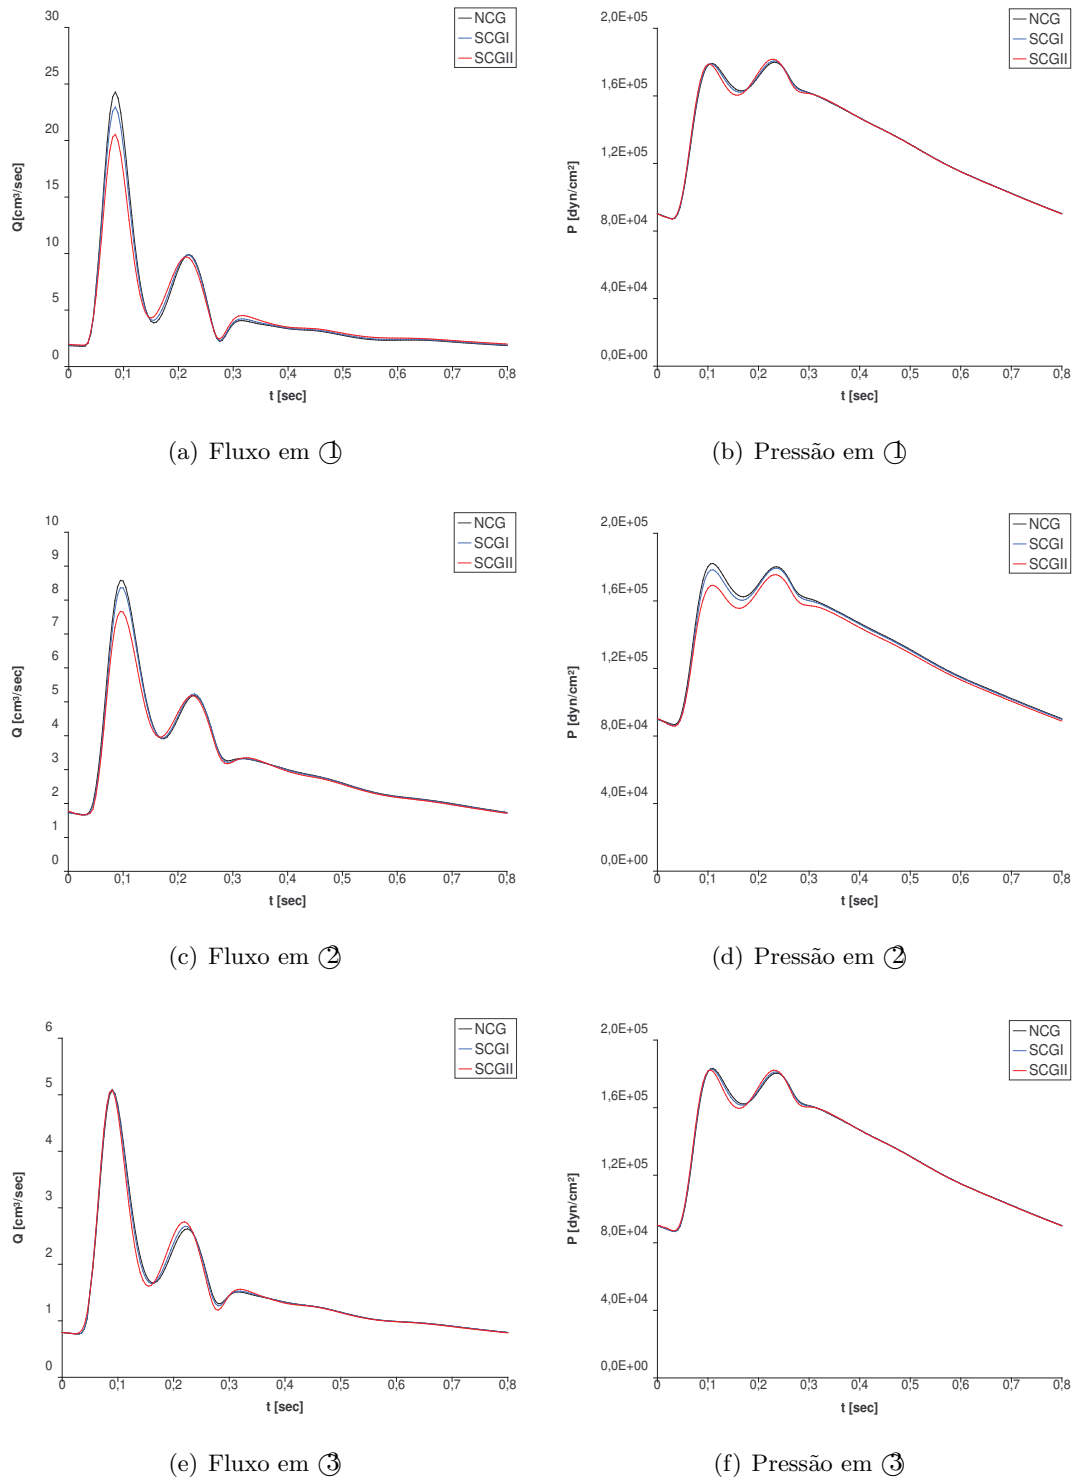 30
25
20
15
10
5
0
Q[cm³/sec]
0 0,1 0,2 0,3 0,4 0,5 0,6 0,7 0,8
t [sec]
NCG
SCGI
SCGII
(a) Fluxo em ①
2,0E+05
1,6E+05
1,2E+05
8,0E+04
4,0E+04
0,0E+00
P [dyn/cm²]
0 0,1 0,2 0,3 0,4 0,5 0,6 0,7 0,8
t [sec]
NCG
SCGI
SCGII
(b) Pressão em ①
10
9
8
7
6
5
4
3
2
1
0
Q [cm³/sec]
0 0,1 0,2 0,3 0,4 0,5 0,6 0,7 0,8
t [sec]
NCG
SCGI
SCGII
(c) Fluxo em ②
2,0E+05
1,6E+05
1,2E+05
8,0E+04
4,0E+04
0,0E+00
P [dyn/cm²]
0 0,1 0,2 0,3 0,4 0,5 0,6 0,7 0,8
t [sec]
NCG
SCGI
SCGII
(d) Pressão em ②
6
5
4
3
2
1
0
Q [cm³/sec]
0 0,1 0,2 0,3 0,4 0,5 0,6 0,7 0,8
t [sec]
NCG
SCGI
SCGII
(e) Fluxo em ③
2,0E+05
1,6E+05
1,2E+05
8,0E+04
4,0E+04
0,0E+00
P [dyn/cm²]
0 0,1 0,2 0,3 0,4 0,5 0,6 0,7 0,8
t [sec]
NCG
SCGI
SCGII
(f) Pressão em ③